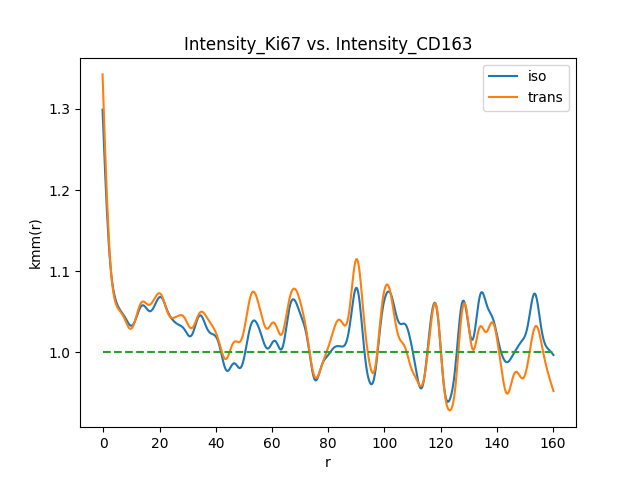 Intensity_Ki67 vs. Intensity_CD163
iso
trans
kmm(r)
1.3
1.2
1.1
1.0
0 20 40 60 80 100 120 140 160
r